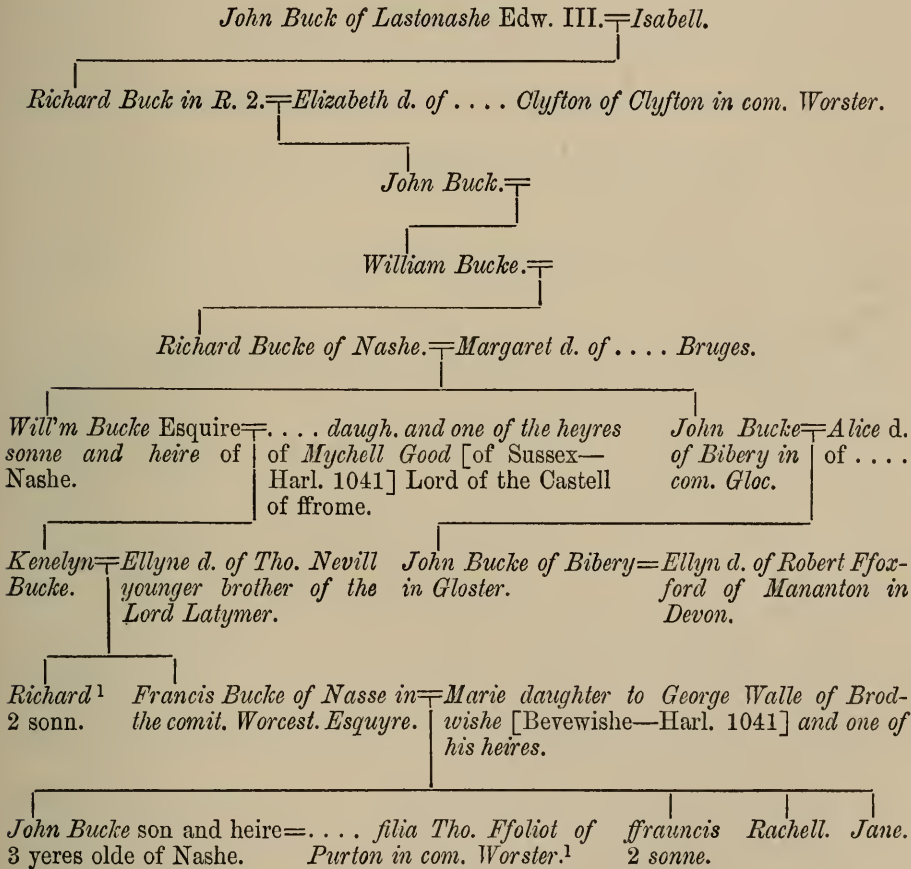 John Buck of Lastonashe Edw. III.=Isabell.
Richard Buck in R. 2.=Elizabeth d. of . . . . Clyfton of Clyfton in com. Worster.
John Buck.=
William Bucke.=
Richard Bucke of Nashe.=Margaret d. of . . . . Bruges.
Will'm Bucke Esquire=. . . . daugh. and one of the heyres
sonne and heire of of Mychell Good [of Sussex—
Nashe. Harl. 1041] Lord of the Castell
of ffrome.
John Bucke=Alice d.
of Bibery in of . . . .
com. Gloc.
Kenelyn=Ellyne d. of Tho. Nevill
Bucke. younger brother of the
Lord Latymer.
John Bucke of Bibery=Ellyn d. of Robert Ffox-
in Gloster. ford of Mananton in
Devon.
Richard 1
2 sonn.
Francis Bucke of Nasse in=Marie daughter to George Walle of Brod-
the comit. Worcest. Esquyre. wishe [Bevewishe—Harl. 1041] and one of
his heires.
John Bucke son and heire=. . . . filia Tho. Ffoliot of
3 yeres olde of Nashe. Purton in com. Worster.1
ffrauncis
2 sonne.
Rachell.
Jane.